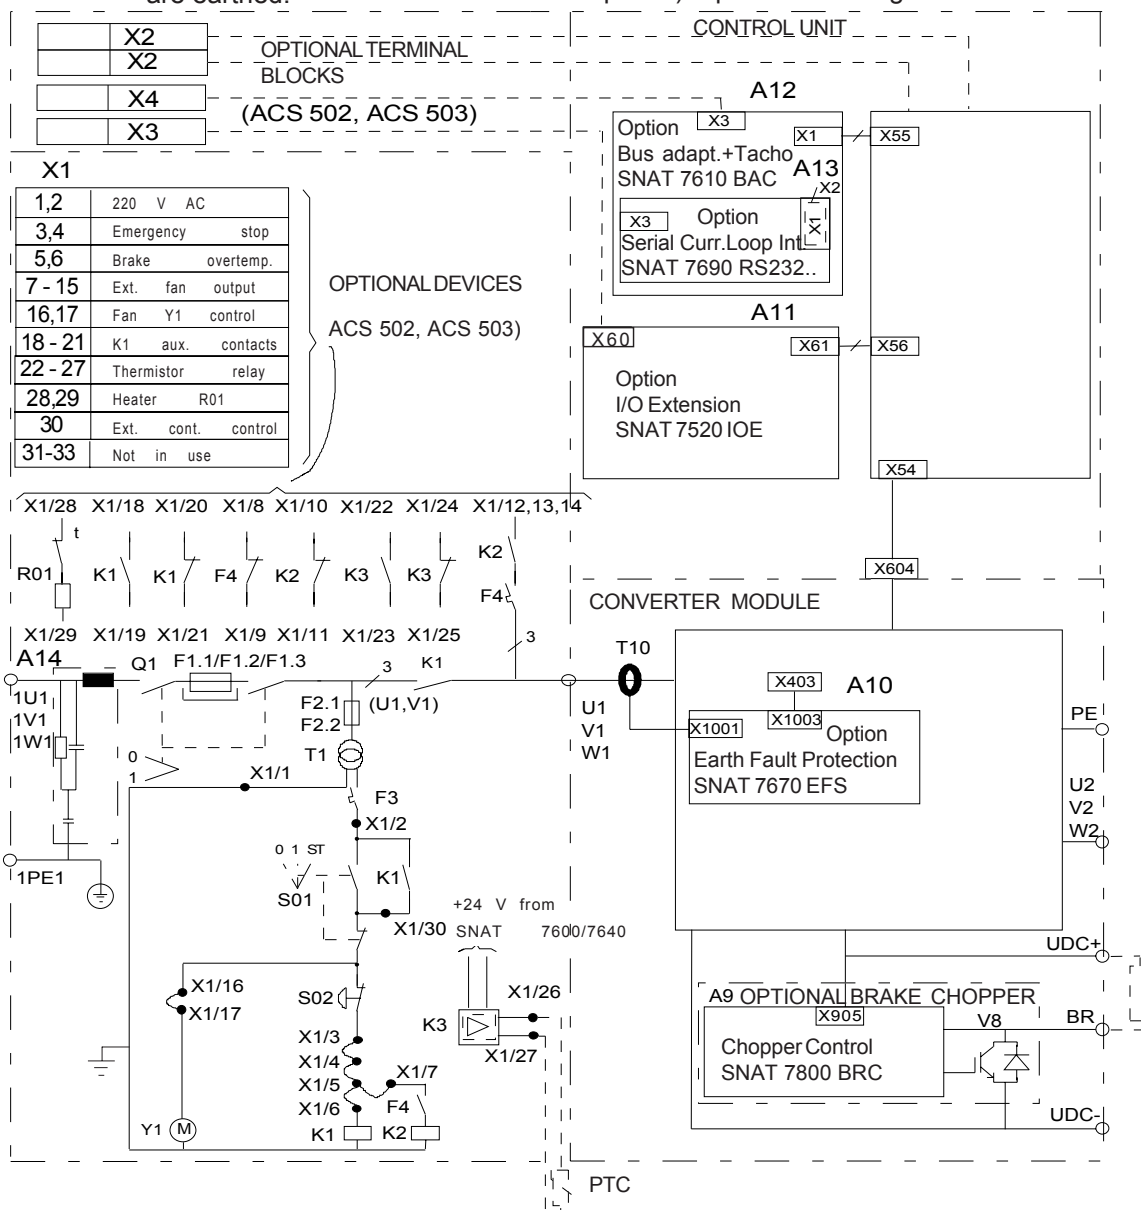 CONTROL UNIT
X2
X2
OPTIONAL TERMINAL
BLOCKS
X4
X3
(ACS 502, ACS 503)
A12
X3
Option
Bus adapt.+Tacho
SNAT 7610 BAC
X1
X55
A13
X2
X1
X3
Option
Serial Curr.Loop Int.
SNAT 7690 RS232..
X1
1,2 220 V AC
3,4 Emergency stop
5,6 Brake overtemp.
7 - 15 Ext. fan output
16,17 Fan Y1 control
18 - 21 K1 aux. contacts
22 - 27 Thermistor relay
28,29 Heater R01
30 Ext. cont. control
31-33 Not in use
OPTIONAL DEVICES
ACS 502, ACS 503)
A11
X60
X61
X56
Option
I/O Extension
SNAT 7520 IOE
X54
X604
X1/28 X1/18 X1/20 X1/8 X1/10 X1/22 X1/24 X1/12,13,14
t
R01 K1 K1 F4 K2 K3 K3 K2
F4
X1/29 X1/19 X1/21 X1/9 X1/11 X1/23 X1/25
3
CONVERTER MODULE
A14
Q1
F1.1/F1.2/F1.3
3
K1
T10
1U1
1V1
1W1
F2.1
F2.2
(U1,V1)
U1
V1
W1
X403
A10
X1001
X1003
Option
Earth Fault Protection
SNAT 7670 EFS
PE
U2
V2
W2
0
1
T1
X1/1
F3
X1/2
0 1 ST
S01
K1
1PE1
X1/30
+24 V from
SNAT 7600/7640
UDC+
X1/16
X1/17
S02
X1/26
K3
X1/27
X1/3
X1/4
X1/5
X1/6
X1/7
F4
Y1
M
K1
K2
A9 OPTIONAL BRAKE CHOPPER
X905
V8
BR
Chopper Control
SNAT 7800 BRC
UDC-
PTC